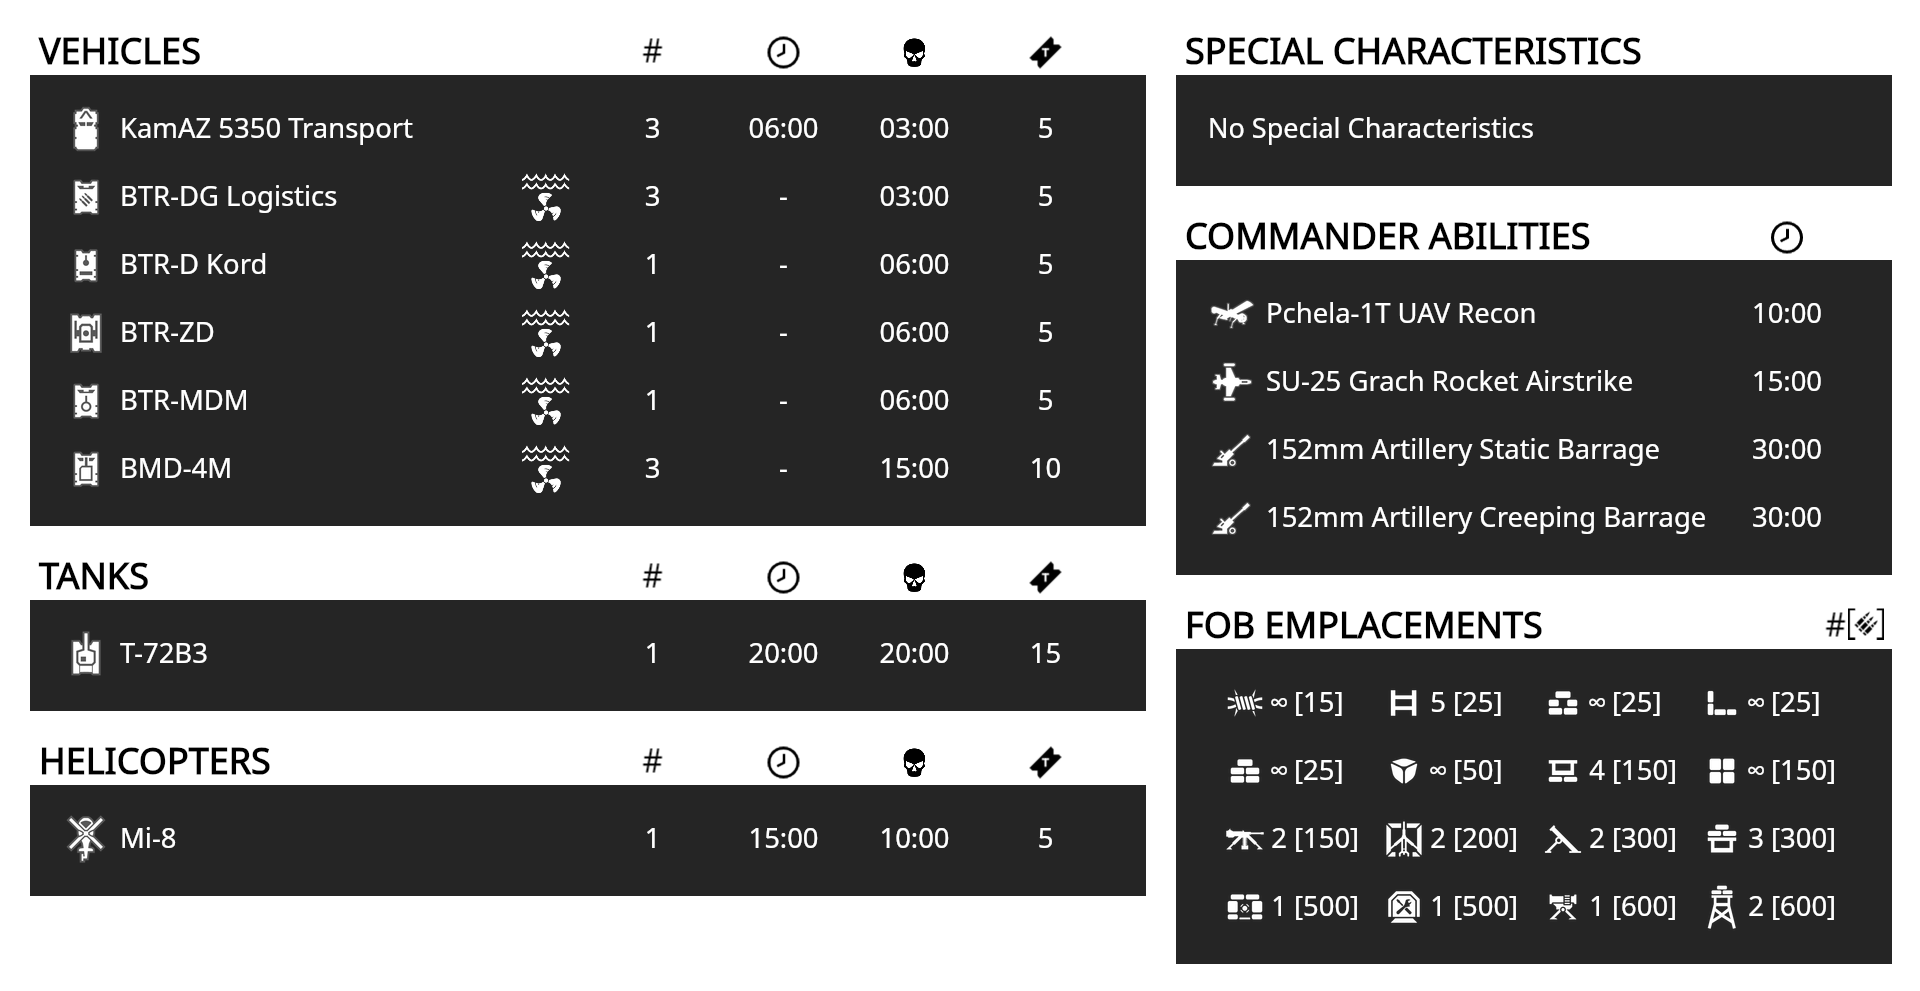 VEHICLES #
KamAZ 5350 Transport 3 06:00 03:00 5
BTR-DG Logistics 3 - 03:00 5
BTR-D Kord 1 - 06:00 5
BTR-ZD 1 - 06:00 5
BTR-MDM 1 - 06:00 5
BMD-4M 3 - 15:00 10
TANKS #
T-72B3 1 20:00 20:00 15
HELICOPTERS #
Mi-8 1 15:00 10:00 5
SPECIAL CHARACTERISTICS
No Special Characteristics
COMMANDER ABILITIES
Pchela-1T UAV Recon 10:00
SU-25 Grach Rocket Airstrike 15:00
152mm Artillery Static Barrage 30:00
152mm Artillery Creeping Barrage 30:00
FOB EMPLACEMENTS #[]
∞ [15] 5 [25] ∞ [25] ∞ [25]
∞ [25] ∞ [50] 4 [150] ∞ [150]
2 [150] 2 [200] 2 [300] 3 [300]
1 [500] 1 [500] 1 [600] 2 [600]